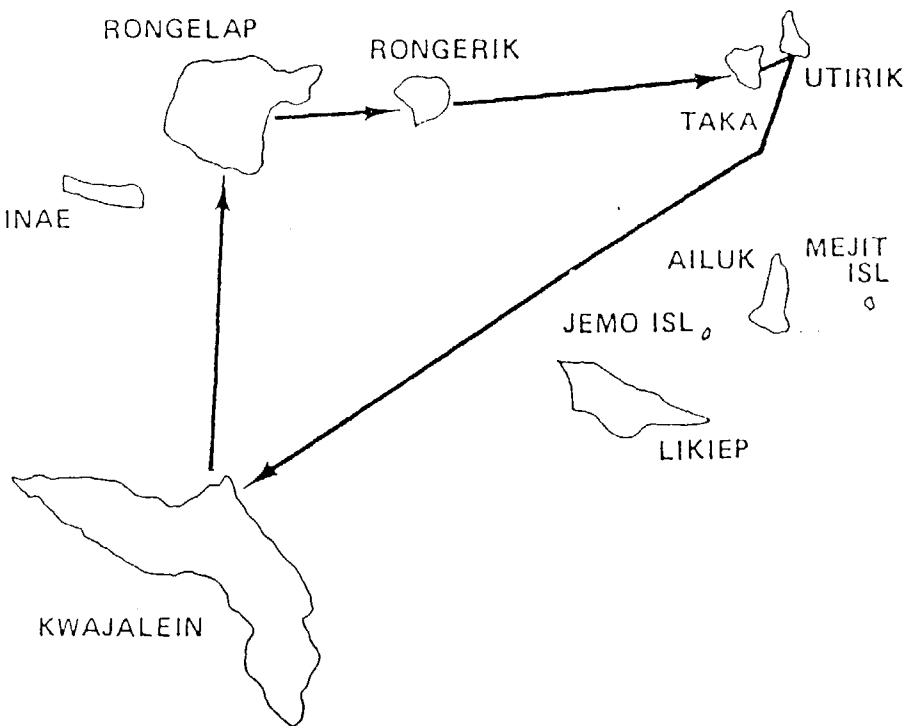 RONGELAP
RONGERIK
UTIRIK
TAKA
INAE
AILUK
MEJIT
ISL
JEMO ISL
LIKIEP
KWAJALEIN